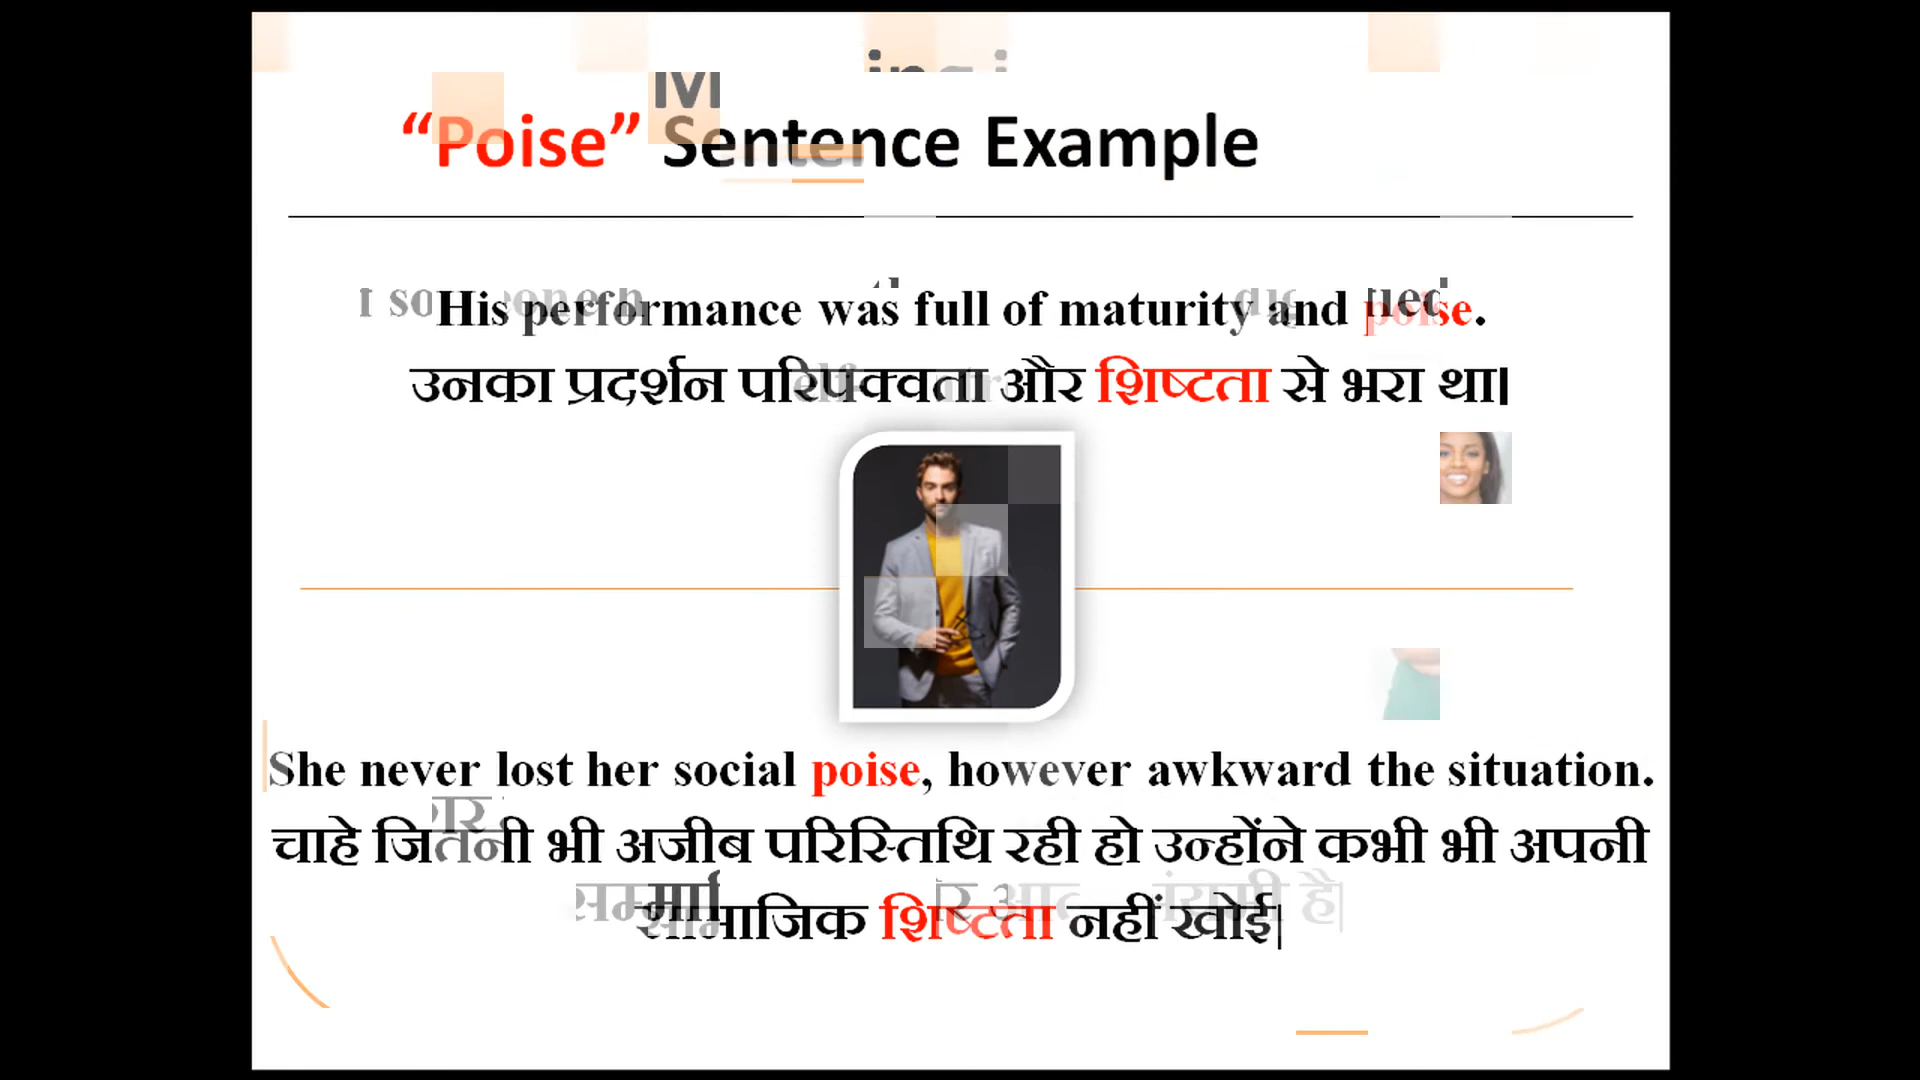 “Poise” Sentence Example
His performance was full of maturity and poise.
उनका प्रदर्शन परिपक्वता और शिष्टता से भरा था।
She never lost her social poise, however awkward the situation.
चाहे जितनी भी अजीब परिस्तिथि रही हो उन्होंने कभी भी अपनी
सामाजिक शिष्टता नहीं खोई|